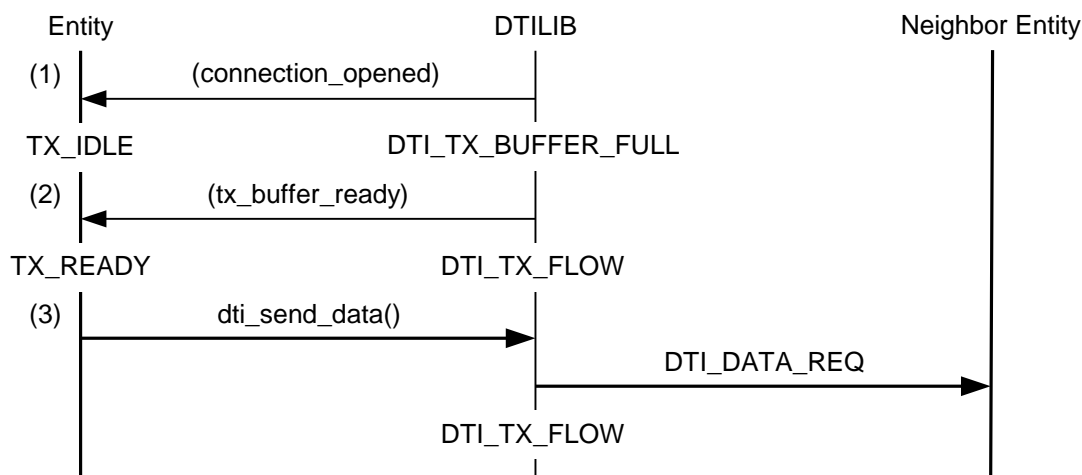 Entity DTILIB Neighbor Entity
(1) (connection_opened)
TX_IDLE DTI_TX_BUFFER_FULL
(2) (tx_buffer_ready)
TX_READY DTI_TX_FLOW
(3) dti_send_data()
DTI_DATA_REQ
DTI_TX_FLOW